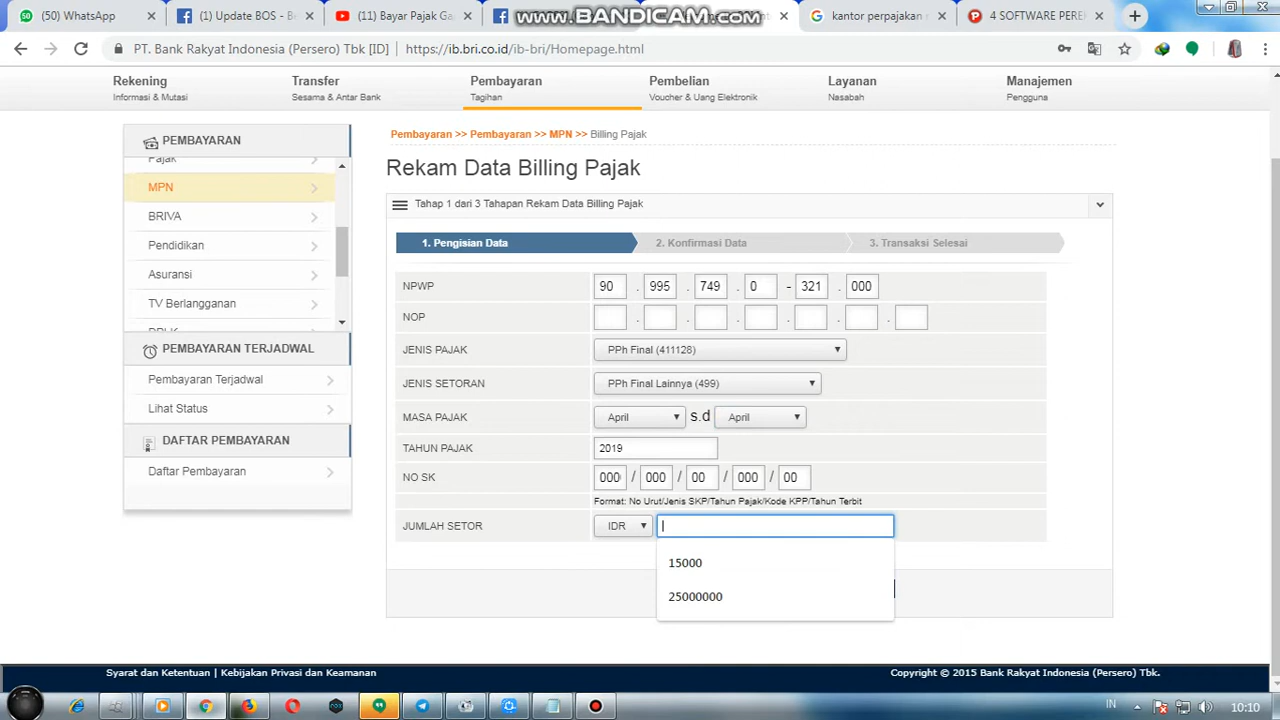 (50) WhatsApp
(1) Update BC
(11) Bayar Pajak Ga
www.BANDICAM.com
kantor perpajakan
4 SOFTWARE PEREK
PT. Bank Rakyat Indonesia (Persero) Tbk [ID]
https://ib.bri.co.id/ib-bri/Homepage.html
Rekening Transfer Pembayaran Pembelian Layanan Manajemen
Informasi & Mutasi Sesama & Antar Bank Tagihan Voucher & Uang Elektronik Nasabah Pengguna
PEMBAYARAN
Pajak
MPN
BRIVA
Pendidikan
Asuransi
TV Berlangganan
DPLK
PEMBAYARAN TERJADWAL
Pembayaran Terjadwal
Lihat Status
DAFTAR PEMBAYARAN
Daftar Pembayaran
Pembayaran >> Pembayaran >> MPN >> Billing Pajak
Rekam Data Billing Pajak
Tahap 1 dari 3 Tahapan Rekam Data Billing Pajak
1. Pengisian Data 2. Konfirmasi Data 3. Transaksi Selesai
NPWP 90 . 995 . 749 . 0 - 321 . 000
NOP . . . . . .
JENIS PAJAK PPh Final (411128)
JENIS SETORAN PPh Final Lainnya (499)
MASA PAJAK April s.d April
TAHUN PAJAK 2019
NO SK 000 / 000 / 00 / 000 / 00
Format: No Urut/Jenis SKP/Tahun Pajak/Kode KPP/Tahun Terbit
JUMLAH SETOR IDR
15000
25000000
Syarat dan Ketentuan | Kebijakan Privasi dan Keamanan
Copyright © 2015 Bank Rakyat Indonesia (Persero) Tbk.
IN 10:10